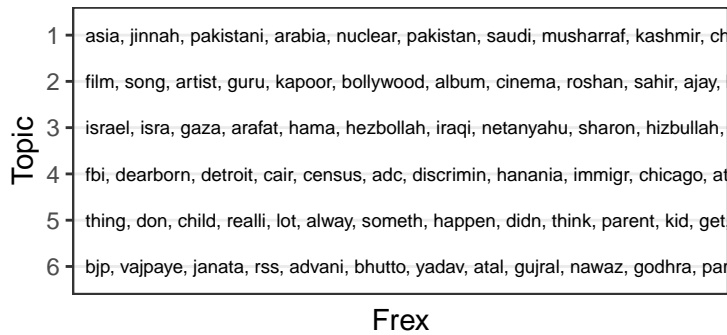 Topic
1 asia, jinnah, pakistani, arabia, nuclear, pakistan, saudi, musharraf, kashmir, ch
2 film, song, artist, guru, kapoor, bollywood, album, cinema, roshan, sahir, ajay,
3 israel, isra, gaza, arafat, hama, hezbollah, iraqi, netanyahu, sharon, hizbullah,
4 fbi, dearborn, detroit, cair, census, adc, discrimin, hanania, immigr, chicago, at
5 thing, don, child, realli, lot, alway, someth, happen, didn, think, parent, kid, get,
6 bjp, vajpaye, janata, rss, advani, bhutto, yadav, atal, gujral, nawaz, godhra, par
Frex